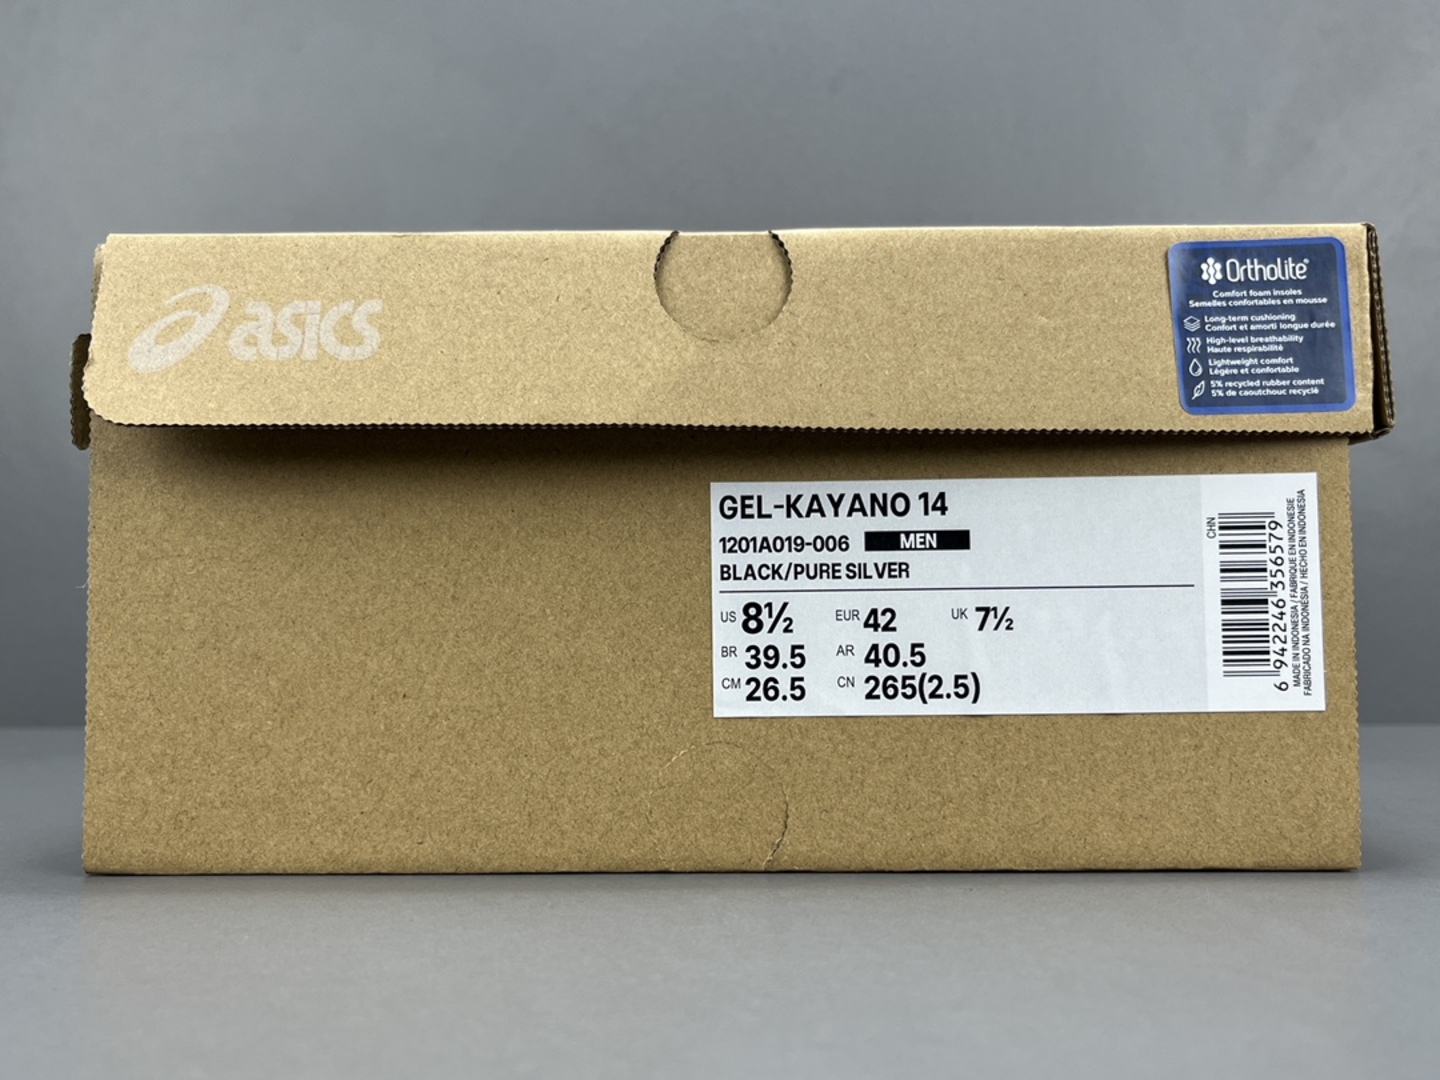 asics
Ortholite®
Comfort foam insoles
Semelles confortables en mousse
Long-term cushioning
Confort et amorti longue durée
High-level breathability
Haute respirabilité
Lightweight comfort
Légère et confortable
5% recycled rubber content
5% de caoutchouc recyclé
GEL-KAYANO 14
1201A019-006 MEN
BLACK/PURE SILVER
US 8½ EUR 42 UK 7½
BR 39.5 AR 40.5
CM 26.5 CN 265(2.5)
CHN
6 942246 356579
MADE IN INDONESIA / FABRIQUE EN INDONESIE
FABRICADO NA INDONÉSIA / HECHO EN INDONESIA